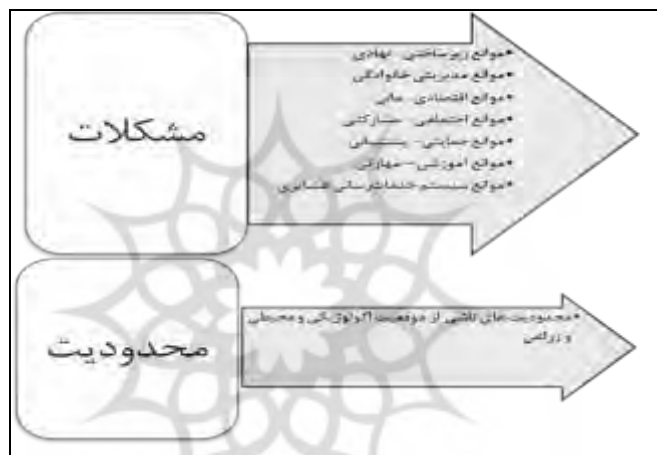 مشکلات
•موانع زیرساختی- نهادی
•موانع مدیریتی خانوادگی
•موانع اقتصادی- مالی
•موانع اجتماعی- مشارکتی
•موانع حمایتی- پشتیبانی
•موانع آموزشی-مهارتی
•موانع سیستم خدمات‌رسانی عشایری
محدودیت
•محدودیت‌های ناشی از موقعیت اکولوژیکی و محیطی
و زراعی